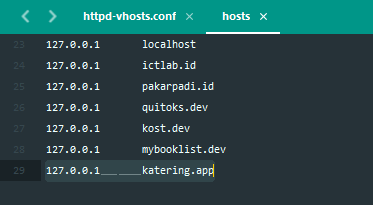 httpd-vhosts.conf × hosts ×
23 127.0.0.1 localhost
24 127.0.0.1 ictlab.id
25 127.0.0.1 pakarpadi.id
26 127.0.0.1 quitoks.dev
27 127.0.0.1 kost.dev
28 127.0.0.1 mybooklist.dev
29 127.0.0.1 katering.app